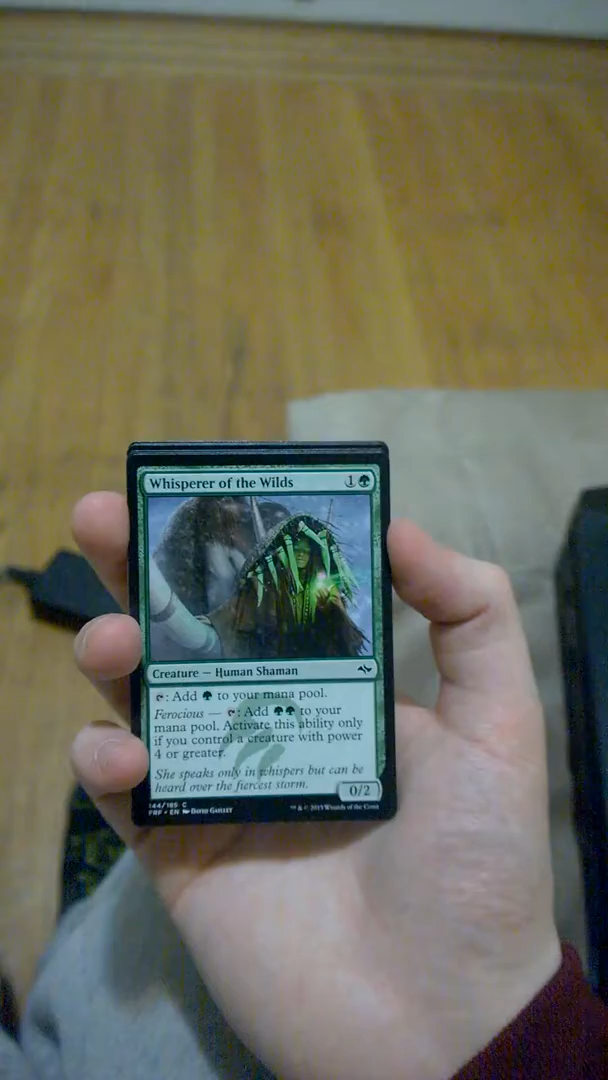 Whisperer of the Wilds 1
Creature — Human Shaman
: Add to your mana pool.
Ferocious — : Add to your
mana pool. Activate this ability only
if you control a creature with power
4 or greater.
She speaks only in whispers but can be
heard over the fiercest storm.
0/2
144/185 C
FRF • EN David Gaillet
™ & © 2015 Wizards of the Coast